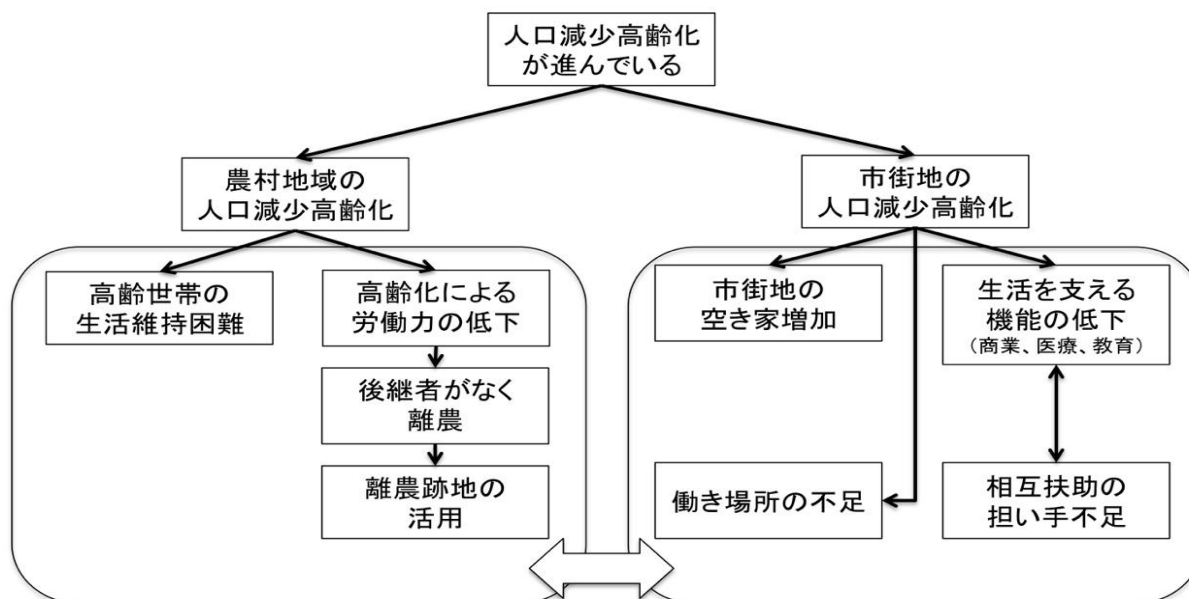 人口減少高齢化
が進んでいる
農村地域の
人口減少高齢化
市街地の
人口減少高齢化
高齢世帯の
生活維持困難
高齢化による
労働力の低下
後継者がなく
離農
離農跡地の
活用
市街地の
空き家増加
生活を支える
機能の低下
（商業、医療、教育）
働き場所の不足
相互扶助の
担い手不足